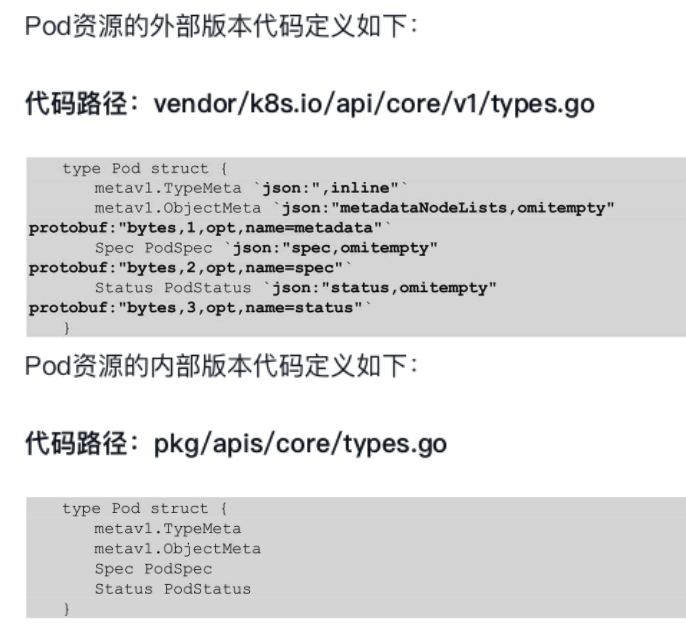 Pod资源的外部版本代码定义如下：
代码路径：vendor/k8s.io/api/core/v1/types.go
type Pod struct {
metav1.TypeMeta `json:",inline"`
metav1.ObjectMeta `json:"metadataNodeLists,omitempty"
protobuf:"bytes,1,opt,name=metadata"`
Spec PodSpec `json:"spec,omitempty"
protobuf:"bytes,2,opt,name=spec"`
Status PodStatus `json:"status,omitempty"
protobuf:"bytes,3,opt,name=status"`
}
Pod资源的内部版本代码定义如下：
代码路径：pkg/apis/core/types.go
type Pod struct {
metav1.TypeMeta
metav1.ObjectMeta
Spec PodSpec
Status PodStatus
}